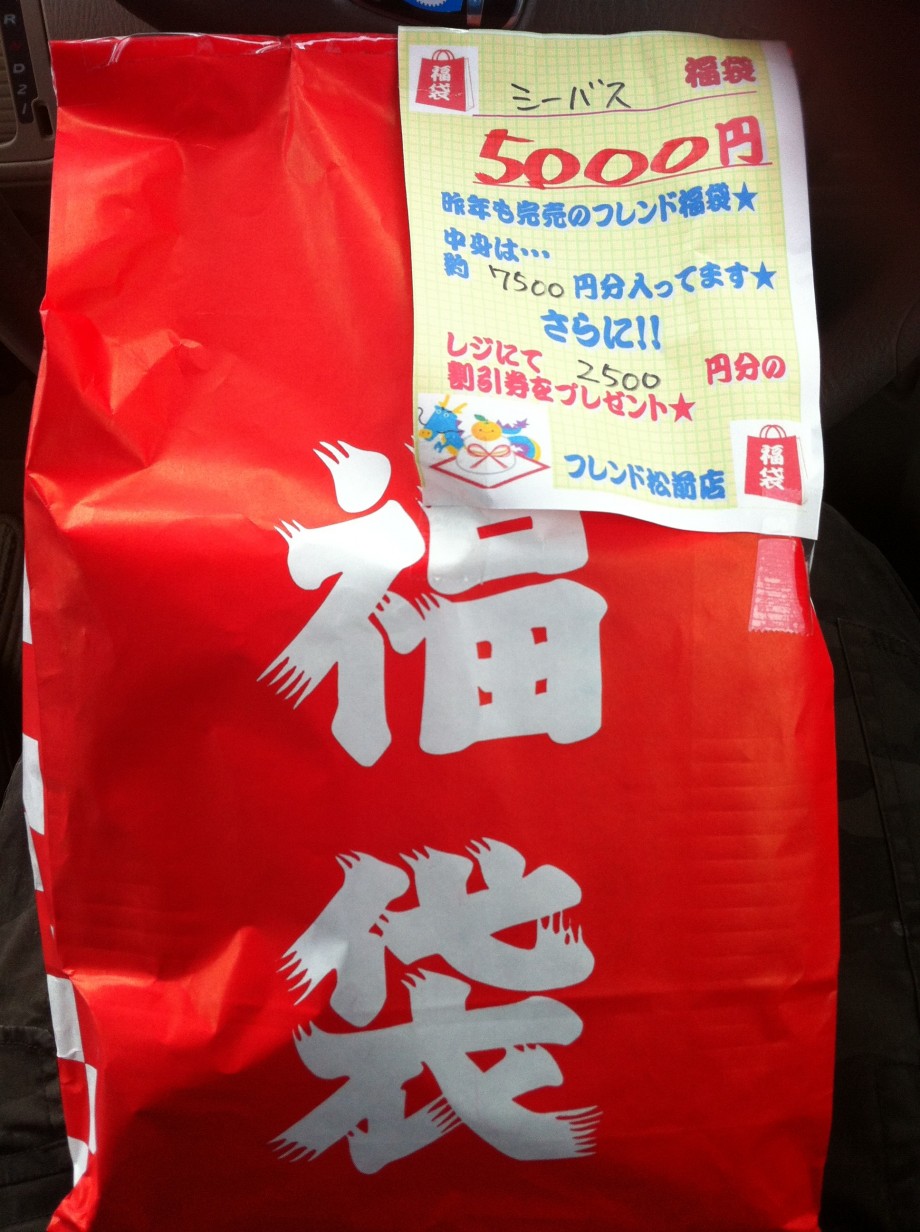 R
N
D
2
福袋
シーバス
福袋
5000円
昨年も完売のフレンド福袋★
中身は…
約 7500 円分入ってます★
さらに!!
レジにて 2500 円分の
割引券をプレゼント★
フレンド松前店
福袋
福
袋